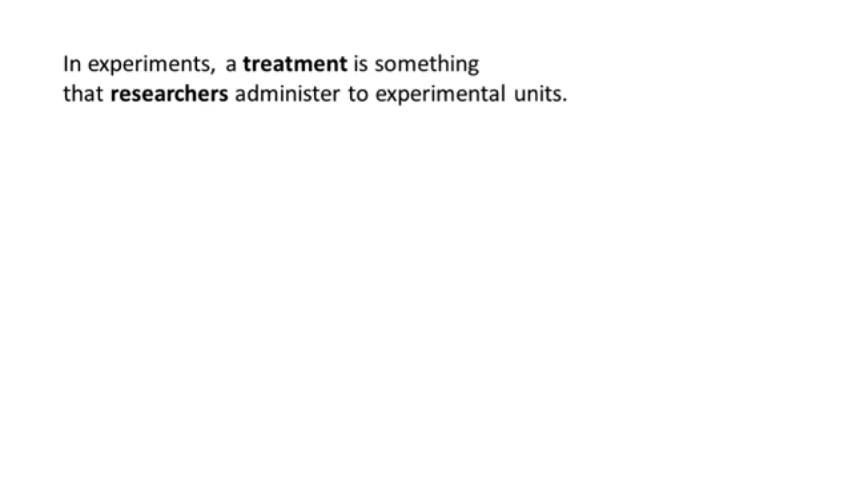 In experiments, a treatment is something
that researchers administer to experimental units.